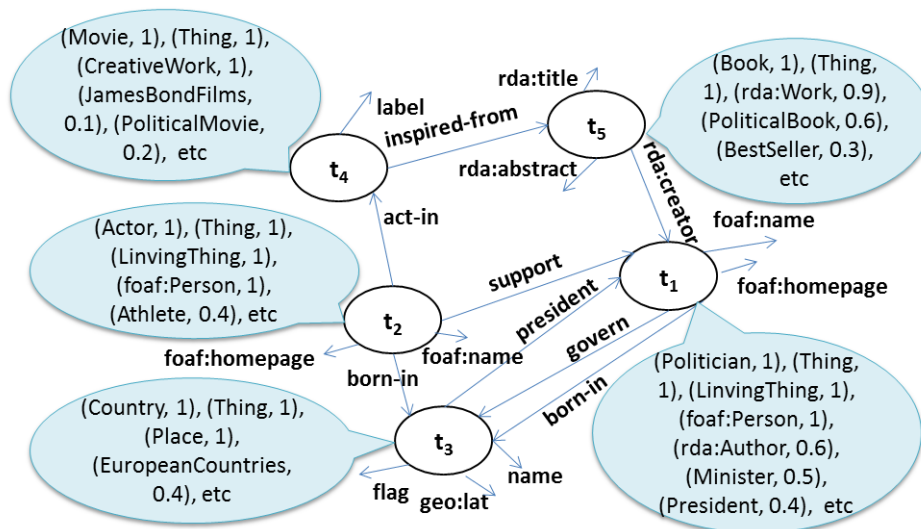 (Movie, 1), (Thing, 1),
(CreativeWork, 1),
(JamesBondFilms,
0.1), (PoliticalMovie,
0.2), etc
label
inspired-from
t4
rda:title
t5
rda:abstract
(Book, 1), (Thing,
1), (rda:Work, 0.9),
(PoliticalBook, 0.6),
(BestSeller, 0.3),
etc
rda:creator
act-in
(Actor, 1), (Thing, 1),
(LinvingThing, 1),
(foaf:Person, 1),
(Athlete, 0.4), etc
support
foaf:name
t1
foaf:homepage
president
govern
born-in
t2
foaf:homepage
foaf:name
born-in
(Country, 1), (Thing, 1),
(Place, 1),
(EuropeanCountries,
0.4), etc
t3
name
flag
geo:lat
(Politician, 1), (Thing,
1), (LinvingThing, 1),
(foaf:Person, 1),
(rda:Author, 0.6),
(Minister, 0.5),
(President, 0.4), etc